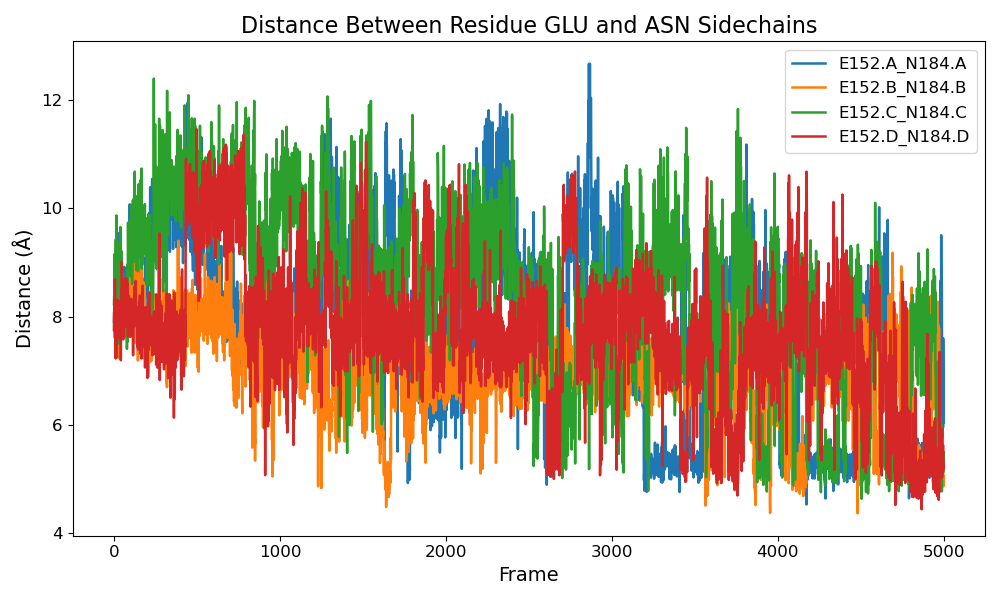 Distance Between Residue GLU and ASN Sidechains
E152.A_N184.A
E152.B_N184.B
E152.C_N184.C
E152.D_N184.D
Distance (Å)
12
10
8
6
4
0 1000 2000 3000 4000 5000
Frame